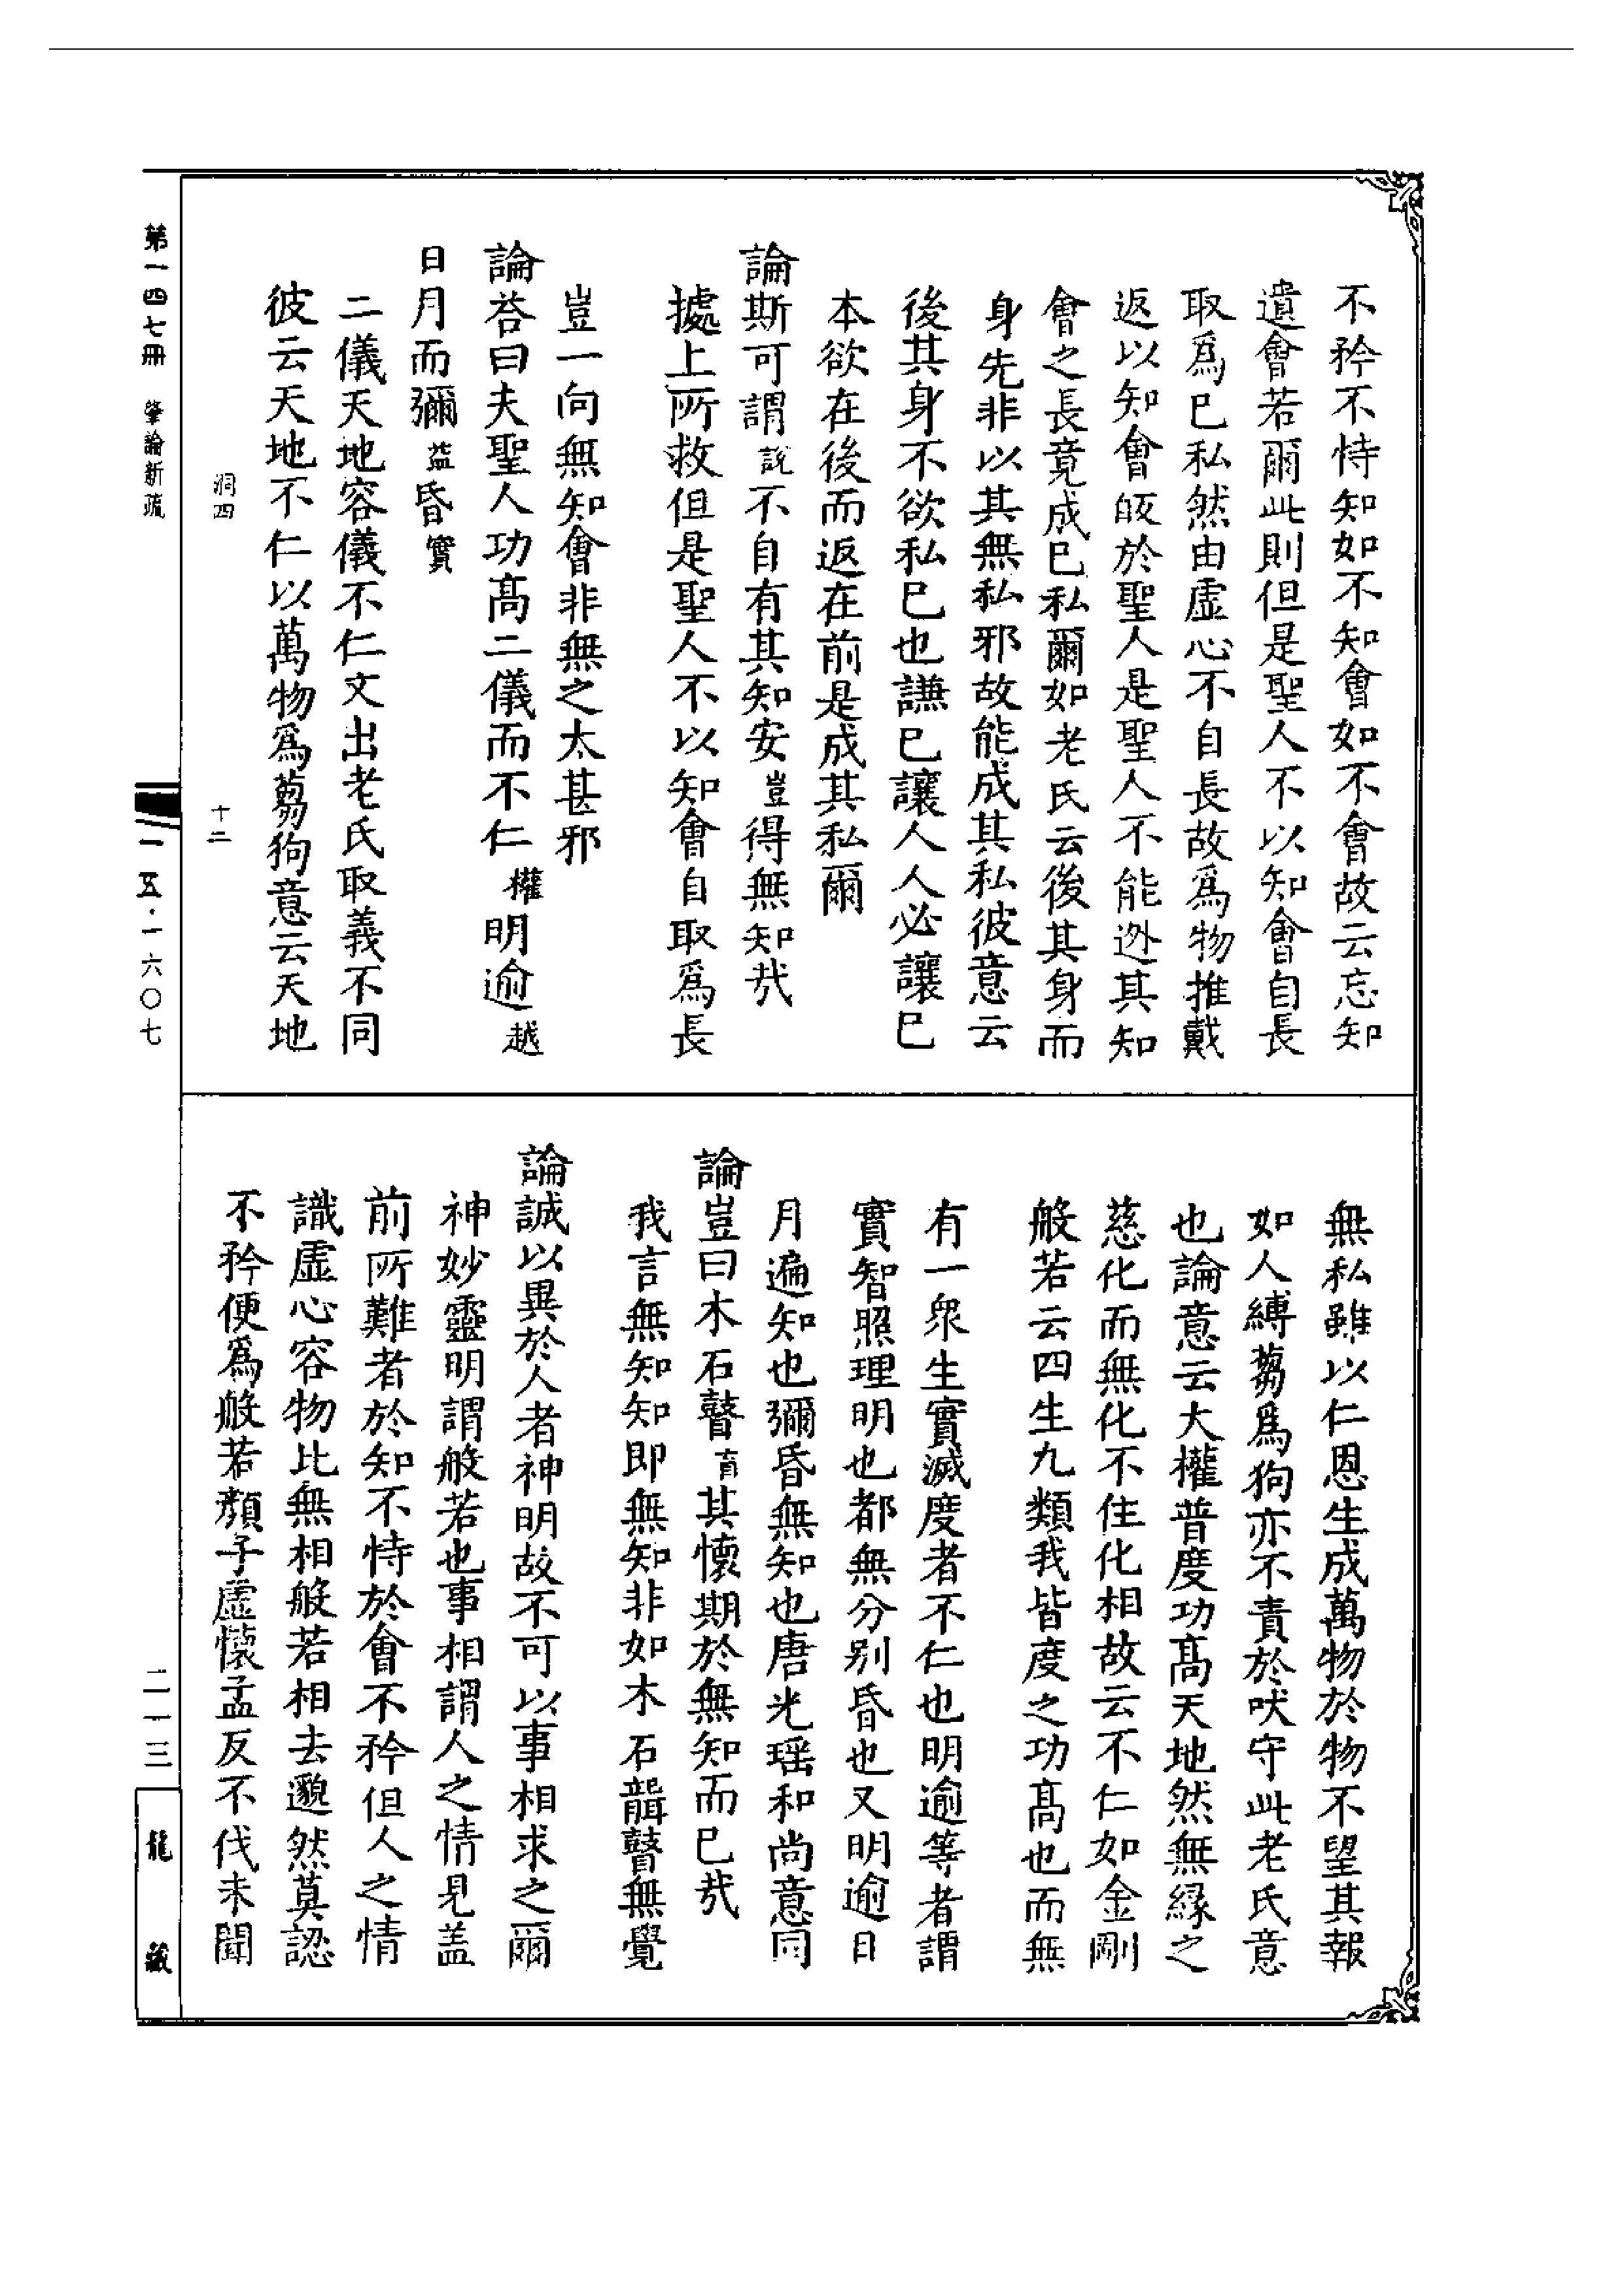 不矜不恃知如不知會如不會故云忘知
遺會若爾此則但是聖人不以知會自長
取爲已私然由虛心不自長故爲物推戴
返以知會皈於聖人是聖人不能迯其知
會之長竟成已私爾如老氏云後其身而
身先非以其無私邪故能成其私彼意云
後其身不欲私已也謙已讓人人必讓已
本欲在後而返在前是成其私爾
論斯可謂說不自有其知安豈得無知㢤
據上所救但是聖人不以知會自取爲長
豈一向無知會非無之太甚邪
論荅曰夫聖人功髙二儀而不仁權明逾越
日月而彌益昏實
二儀天地容儀不仁文出老氏取義不同
彼云天地不仁以萬物爲蒭狗意云天地
洞四
十二
無私雖以仁恩生成萬物於物不望其報
如人縛蒭爲狗亦不責於吠守此老氏意
也論意云大權普度功髙天地然無緣之
慈化而無化不住化相故云不仁如金剛
般若云四生九類我皆度之功髙也而無
有一衆生實滅度者不仁也明逾等者謂
實智照理明也都無分别昏也又明逾日
月遍知也彌昏無知也唐光瑶和尚意同
論豈曰木石瞽盲其懷期於無知而已㢤
我言無知知即無知非如木石聾瞽無覺
論誠以異於人者神明故不可以事相求之爾
神妙靈明謂般若也事相謂人之情見盖
前所難者於知不恃於會不矜但人之情
識虛心容物比無相般若相去邈然莫認
不矜便爲般若顏子虛懷孟反不伐未聞
第一四七冊 肇論新疏
一一五·一六〇七
二一三
龍藏